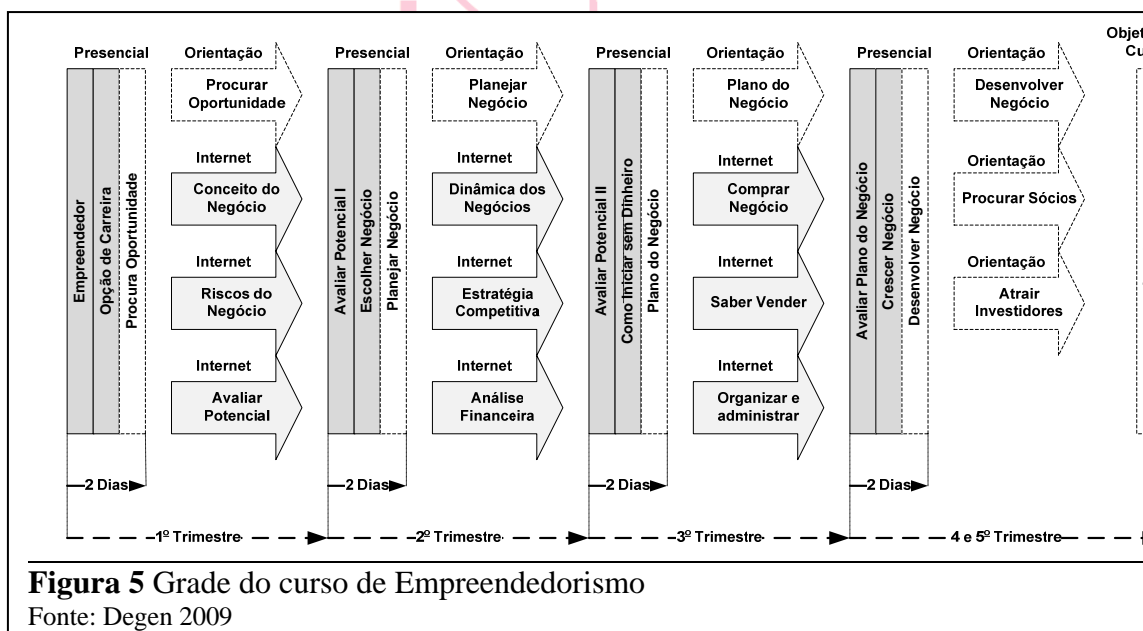 Objet
Cu
Presencial
Orientação
Presencial
Orientação
Presencial
Orientação
Presencial
Orientação
Empreendedor
Opção de Carreira
Procura Oportunidade
Procurar
Oportunidade
Internet
Conceito do
Negócio
Internet
Riscos do
Negócio
Internet
Avaliar
Potencial
Avaliar Potencial I
Escolher Negócio
Planejar Negócio
Planejar
Negócio
Internet
Dinâmica dos
Negócios
Internet
Estratégia
Competitiva
Internet
Análise
Financeira
Avaliar Potencial II
Como Iniciar sem Dinheiro
Plano do Negócio
Plano do
Negócio
Internet
Comprar
Negócio
Internet
Saber Vender
Internet
Organizar e
administrar
Avaliar Plano do Negócio
Crescer Negócio
Desenvolver Negócio
Desenvolver
Negócio
Orientação
Procurar Sócios
Orientação
Atrair
Investidores
2 Dias
2 Dias
2 Dias
2 Dias
1º Trimestre
2º Trimestre
3º Trimestre
4 e 5º Trimestre
Figura 5 Grade do curso de Empreendedorismo
Fonte: Degen 2009